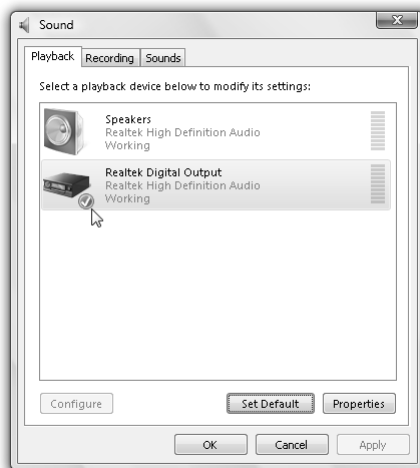 Sound
Playback Recording Sounds
Select a playback device below to modify its settings:
Speakers
Realtek High Definition Audio
Working
Realtek Digital Output
Realtek High Definition Audio
Working
Configure Set Default Properties
OK Cancel Apply